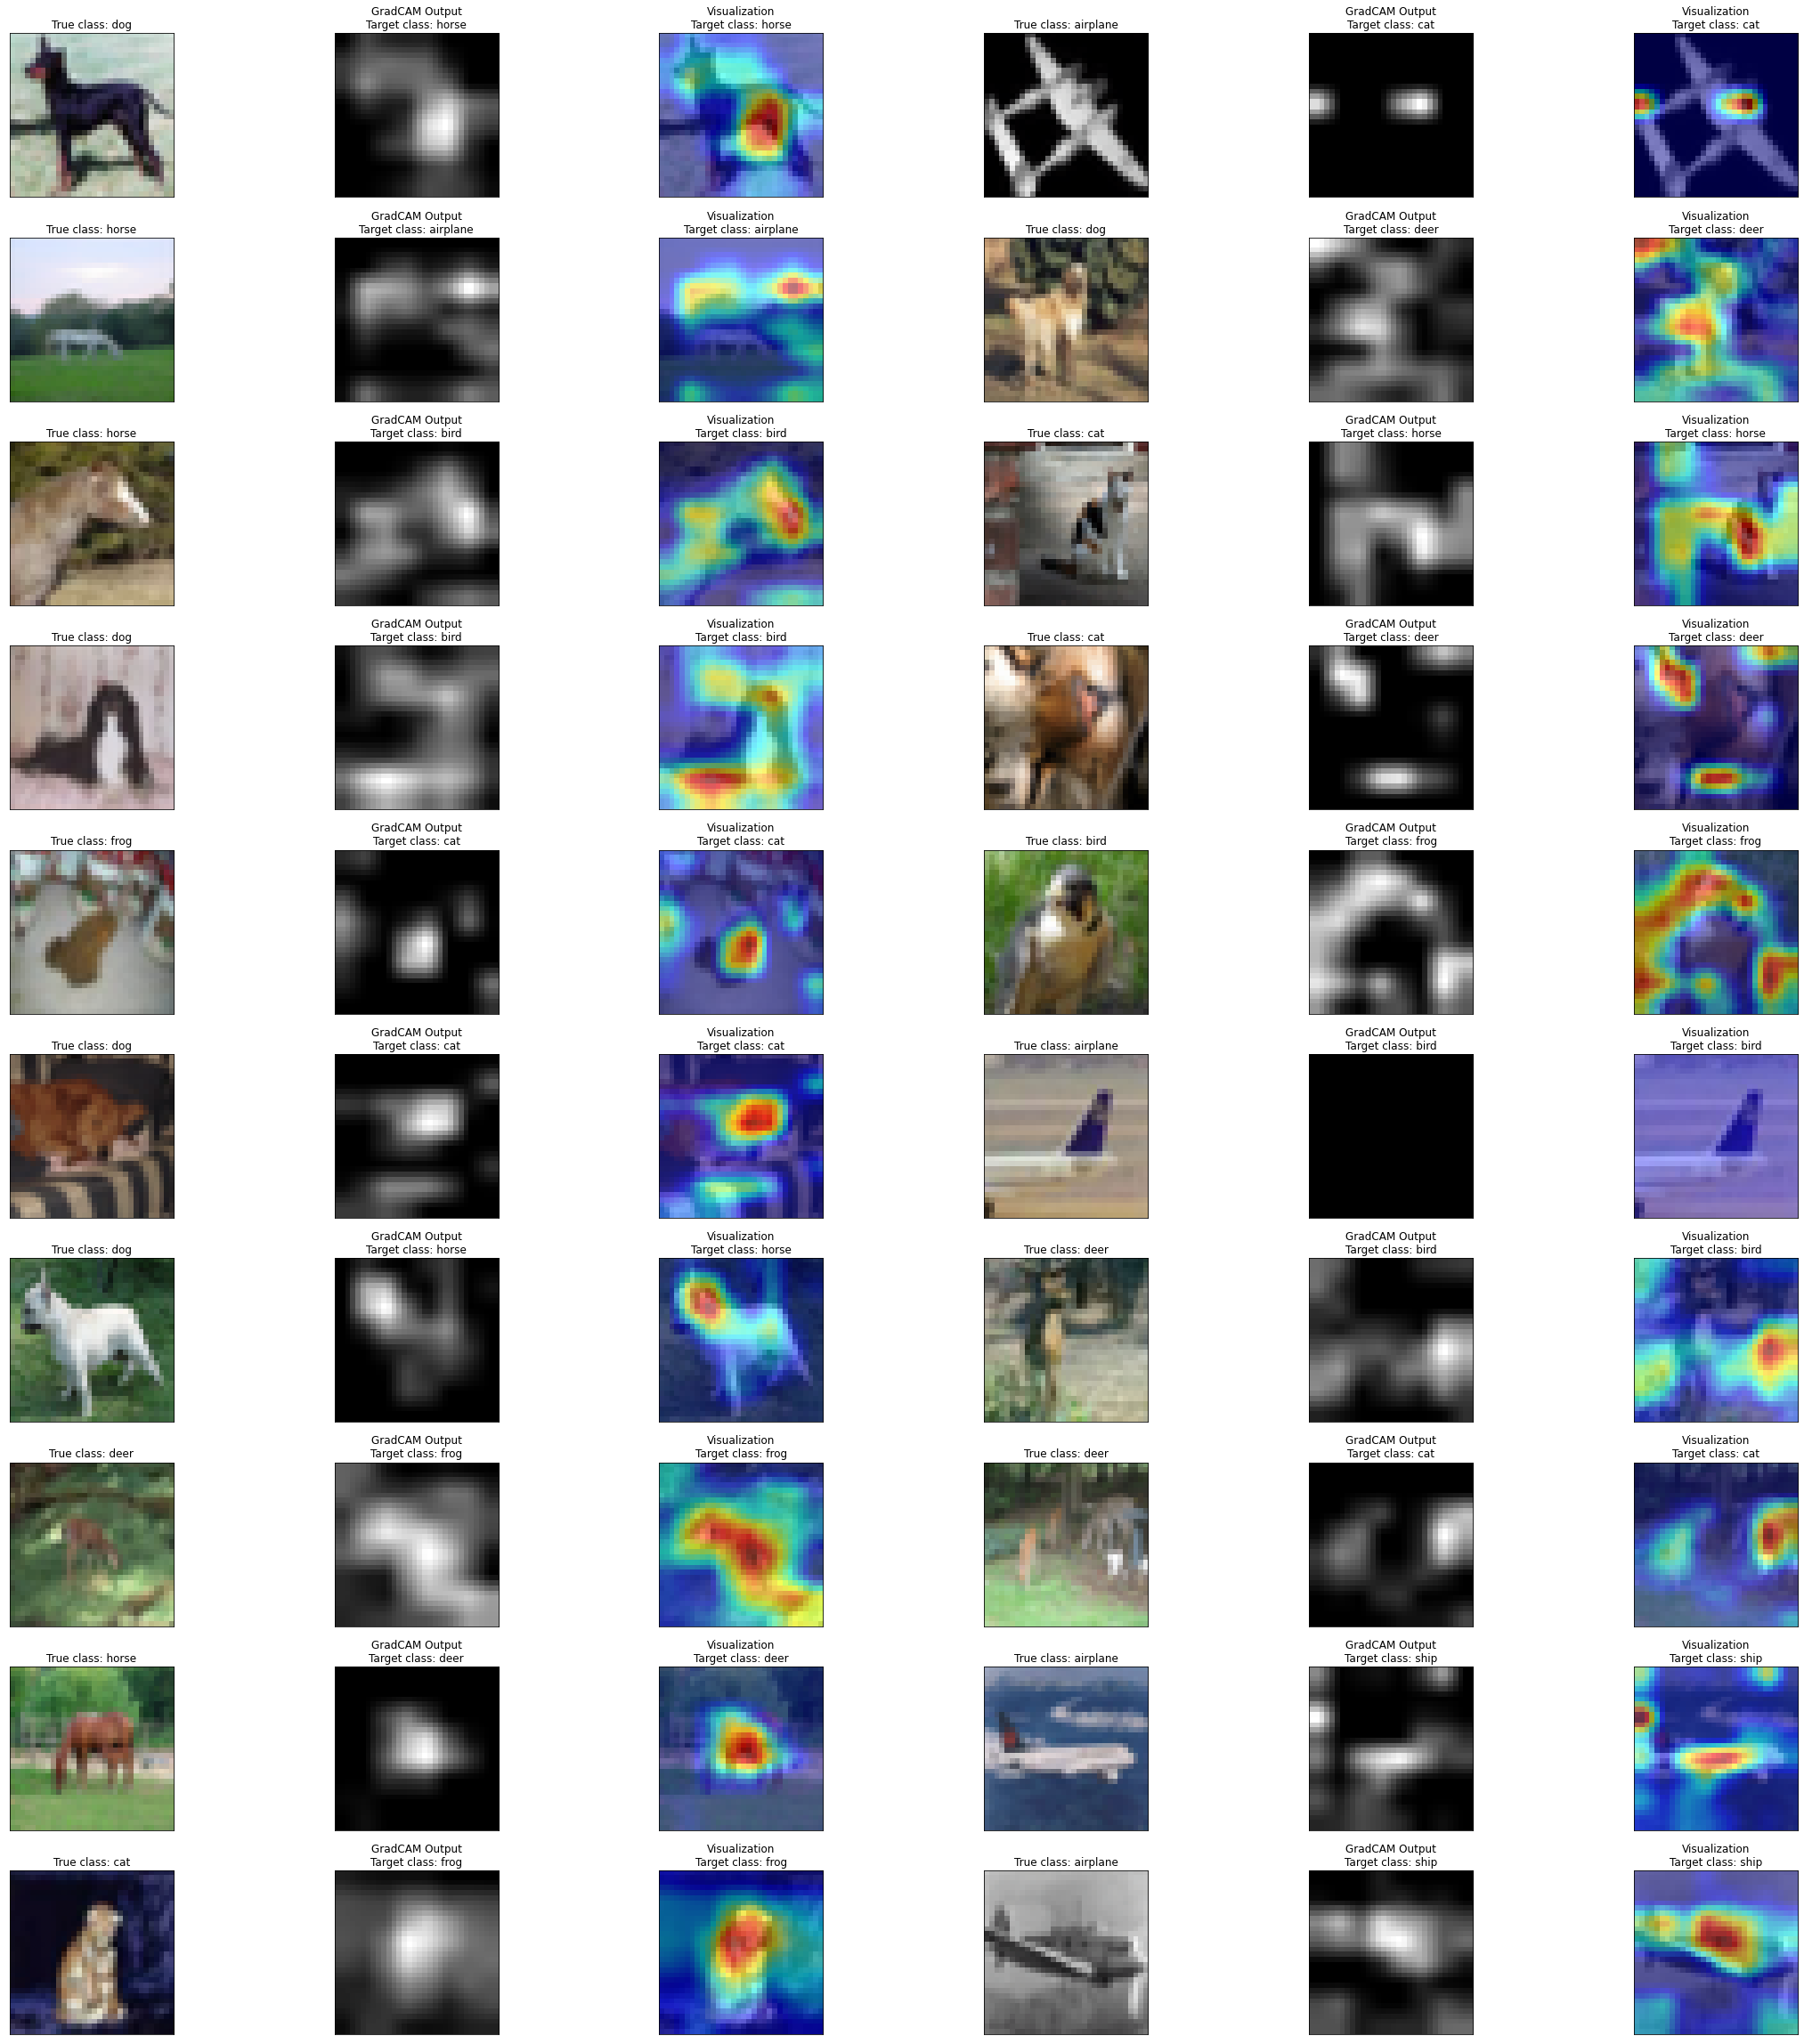 True class: dog
GradCAM Output
Target class: horse
Visualization
Target class: horse
True class: airplane
GradCAM Output
Target class: cat
Visualization
Target class: cat
True class: horse
GradCAM Output
Target class: airplane
Visualization
Target class: airplane
True class: dog
GradCAM Output
Target class: deer
Visualization
Target class: deer
True class: horse
GradCAM Output
Target class: bird
Visualization
Target class: bird
True class: cat
GradCAM Output
Target class: horse
Visualization
Target class: horse
True class: dog
GradCAM Output
Target class: bird
Visualization
Target class: bird
True class: cat
GradCAM Output
Target class: deer
Visualization
Target class: deer
True class: frog
GradCAM Output
Target class: cat
Visualization
Target class: cat
True class: bird
GradCAM Output
Target class: frog
Visualization
Target class: frog
True class: dog
GradCAM Output
Target class: cat
Visualization
Target class: cat
True class: airplane
GradCAM Output
Target class: bird
Visualization
Target class: bird
True class: dog
GradCAM Output
Target class: horse
Visualization
Target class: horse
True class: deer
GradCAM Output
Target class: bird
Visualization
Target class: bird
True class: deer
GradCAM Output
Target class: frog
Visualization
Target class: frog
True class: deer
GradCAM Output
Target class: cat
Visualization
Target class: cat
True class: horse
GradCAM Output
Target class: deer
Visualization
Target class: deer
True class: airplane
GradCAM Output
Target class: ship
Visualization
Target class: ship
True class: cat
GradCAM Output
Target class: frog
Visualization
Target class: frog
True class: airplane
GradCAM Output
Target class: ship
Visualization
Target class: ship